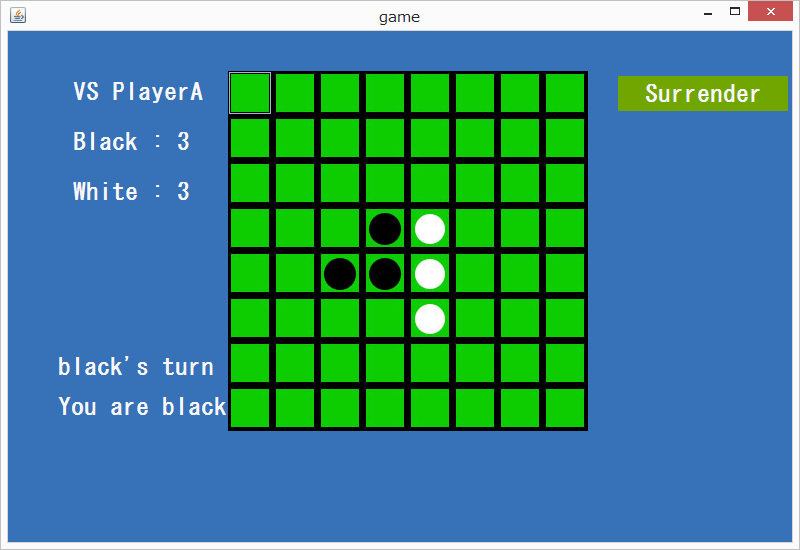 game
VS PlayerA
Surrender
Black : 3
White : 3
black's turn
You are black